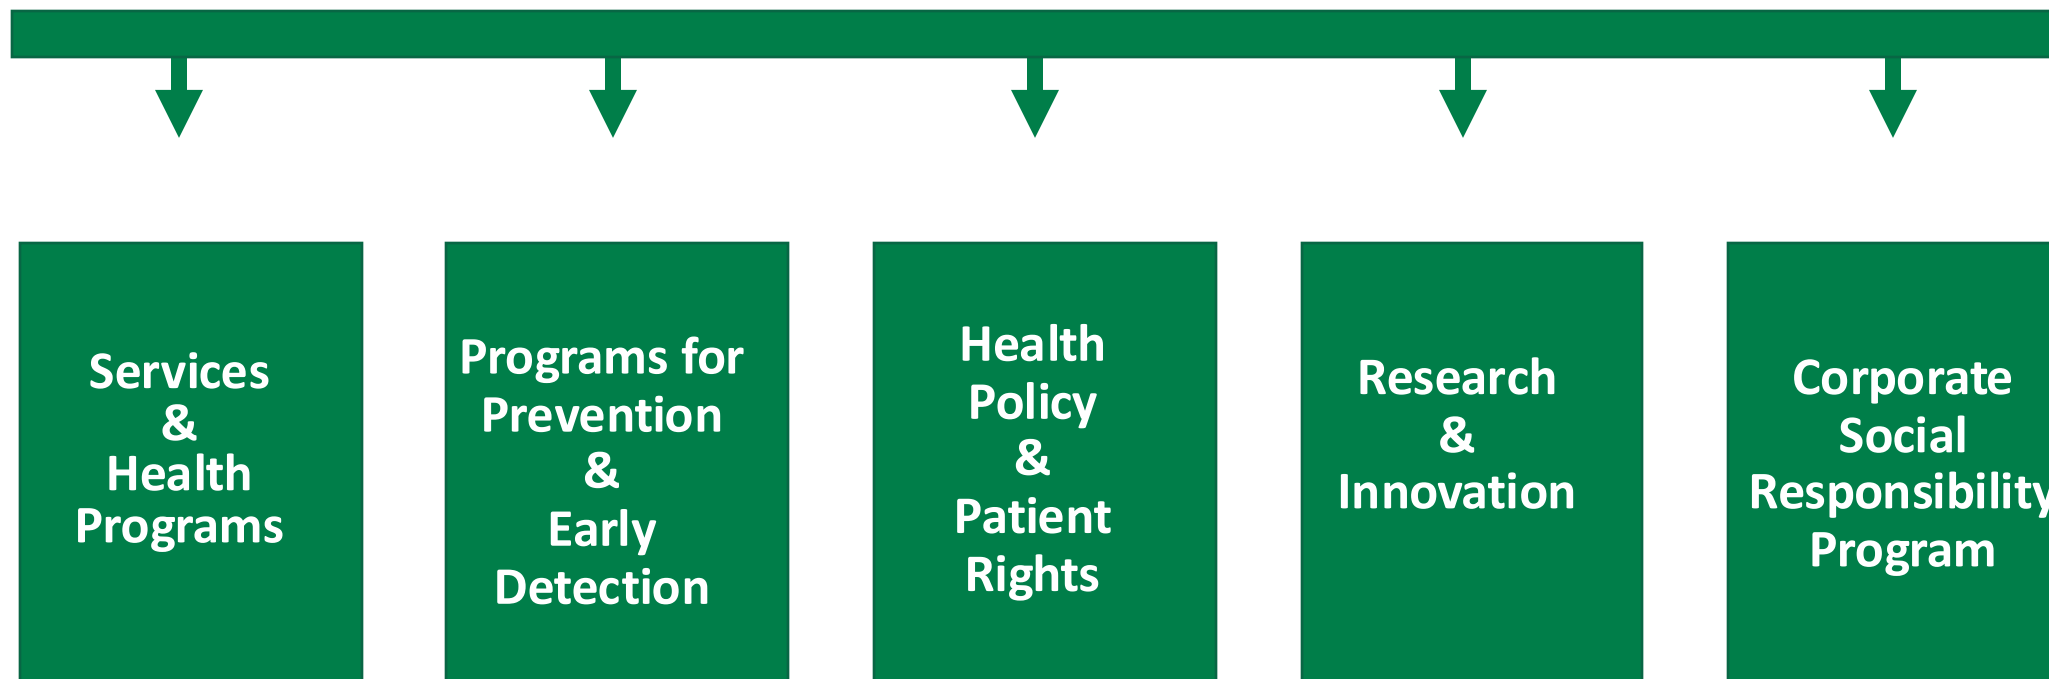 Services
&
Health
Programs
Programs for
Prevention
&
Early
Detection
Health
Policy
&
Patient
Rights
Research
&
Innovation
Corporate
Social
Responsibility
Program